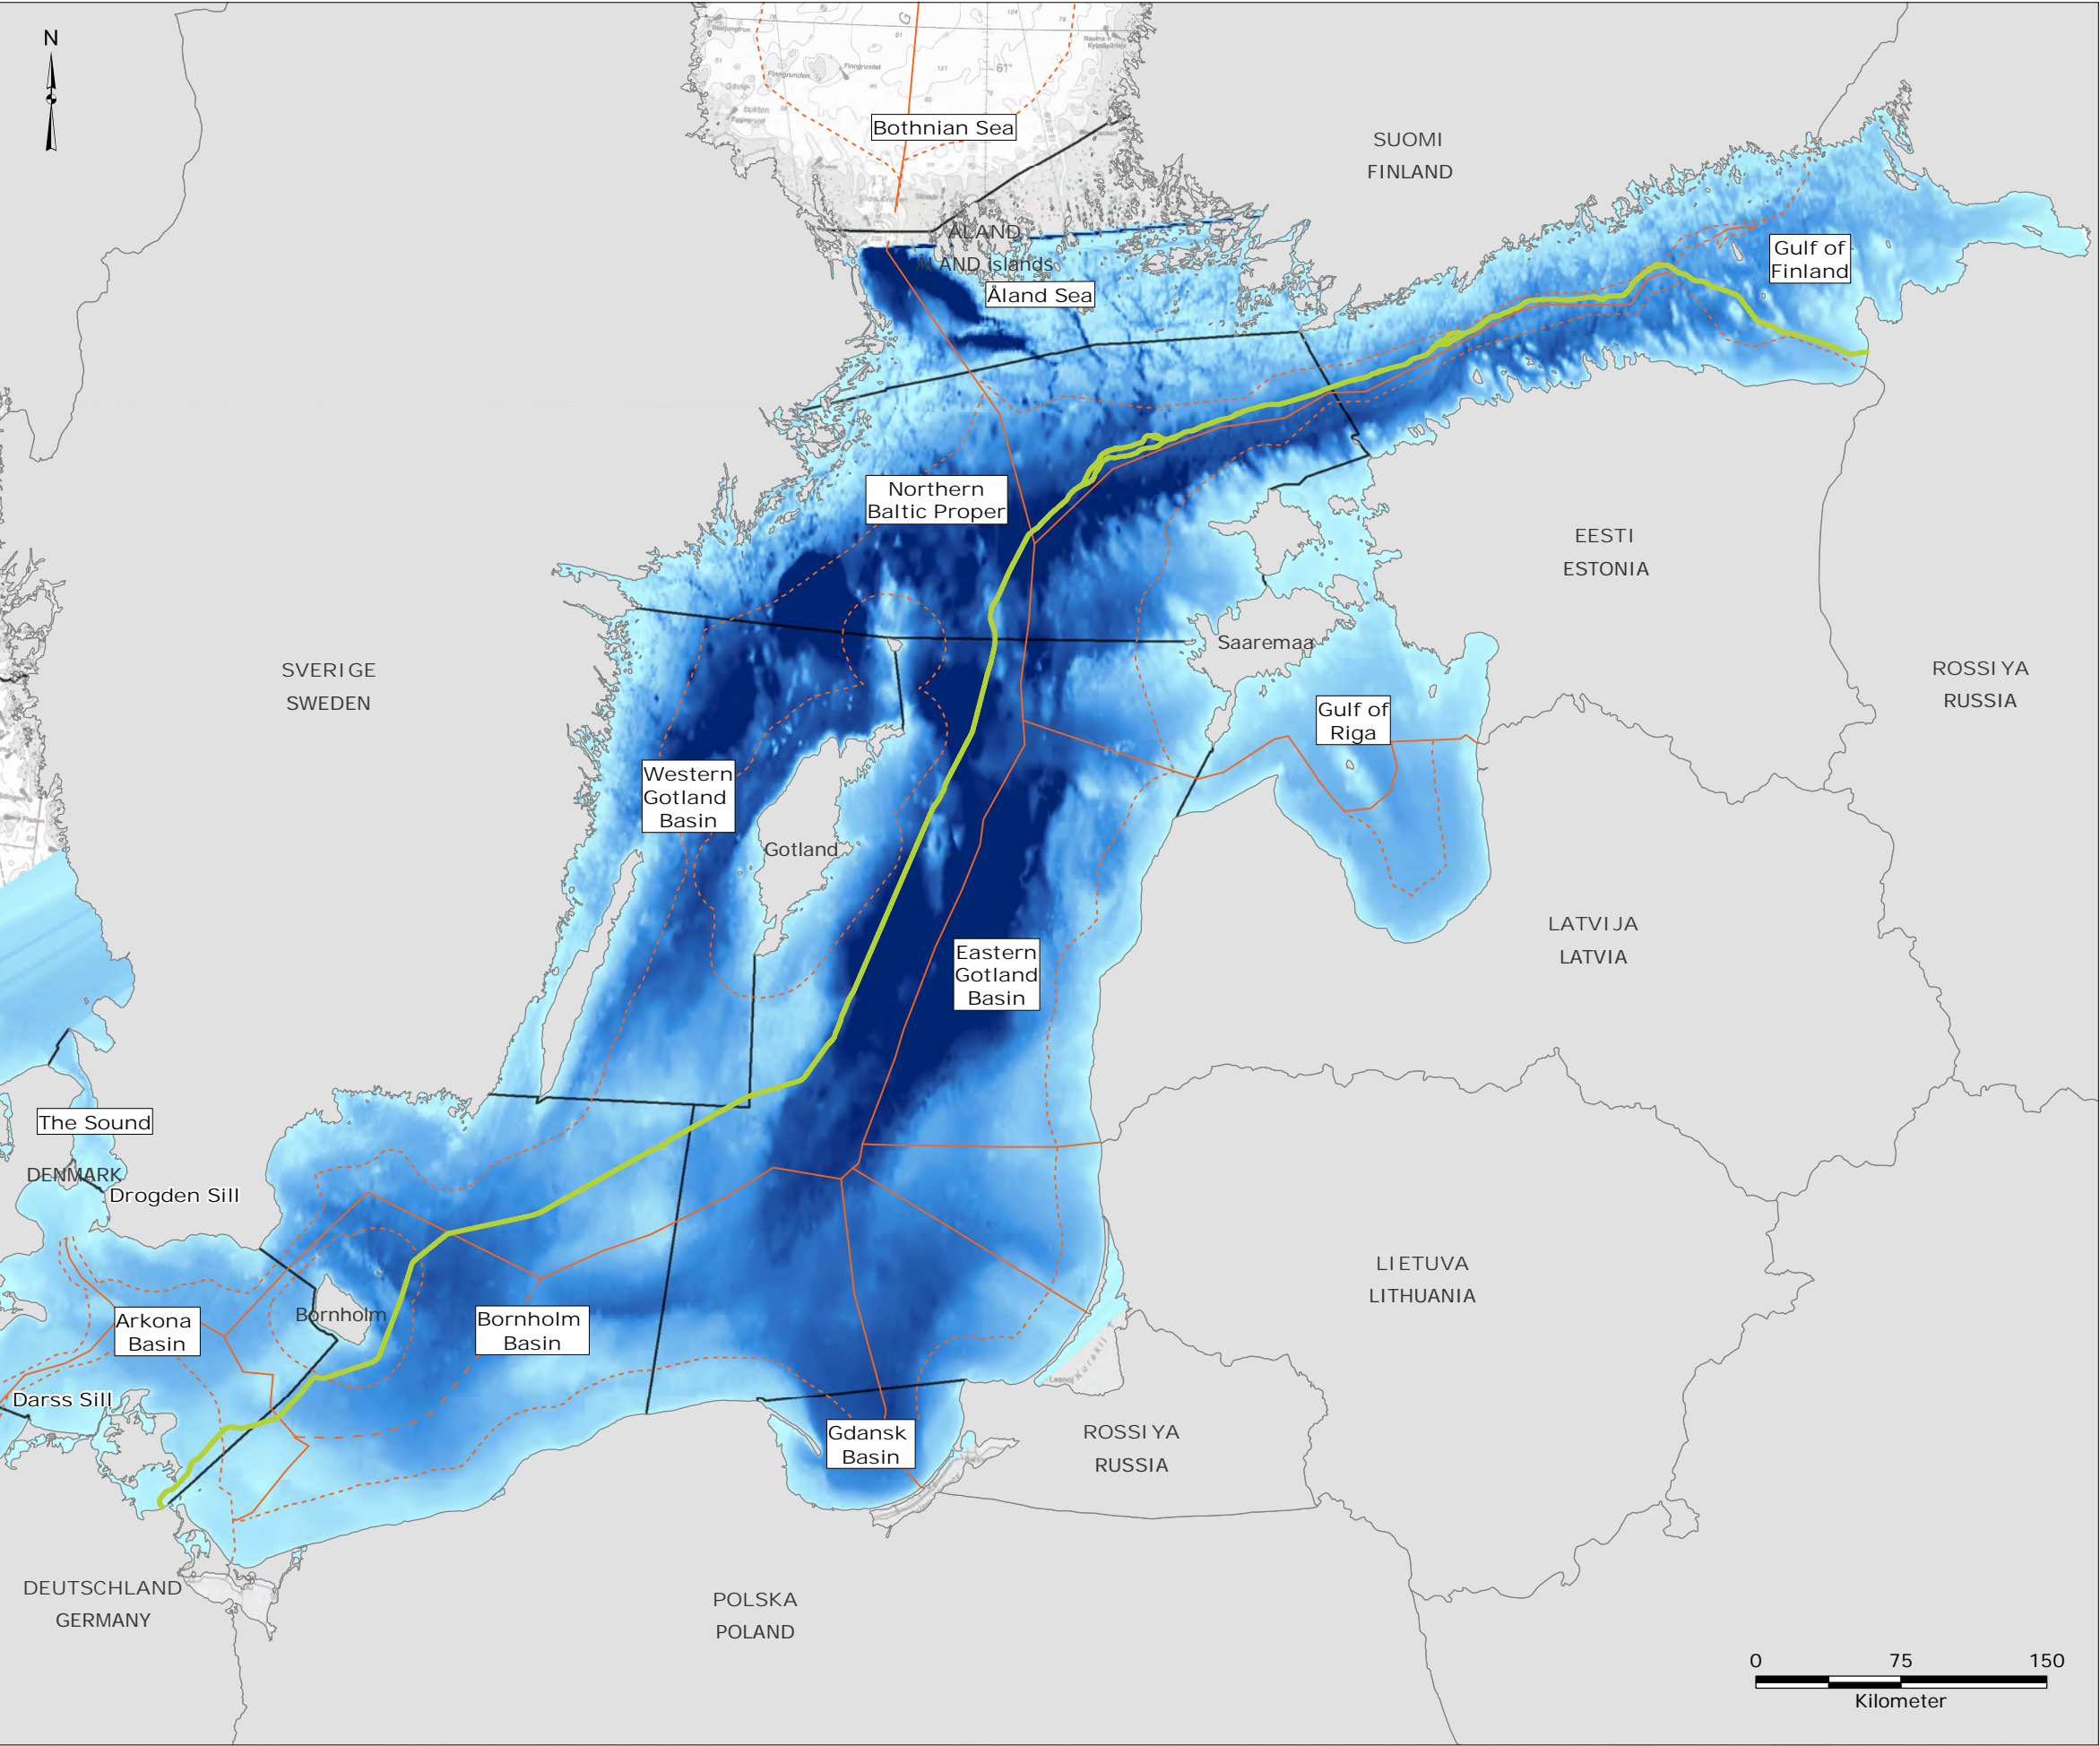 N
Bothnian Sea
61°
Finngrunden
Finngrundet
SUOMI
FINLAND
ÅLAND
ÅLAND islands
Åland Sea
Gulf of
Finland
Northern
Baltic Proper
EESTI
ESTONIA
Saaremaa
SVERIGE
SWEDEN
ROSSIYA
RUSSIA
Gulf of
Riga
Western
Gotland
Basin
Gotland
LATVIJA
LATVIA
Eastern
Gotland
Basin
The Sound
DENMARK
Drogden Sill
LIETUVA
LITHUANIA
Bornholm
Arkona
Basin
Bornholm
Basin
Darss Sill
Gdansk
Basin
ROSSIYA
RUSSIA
DEUTSCHLAND
GERMANY
POLSKA
POLAND
0 75 150
Kilometer